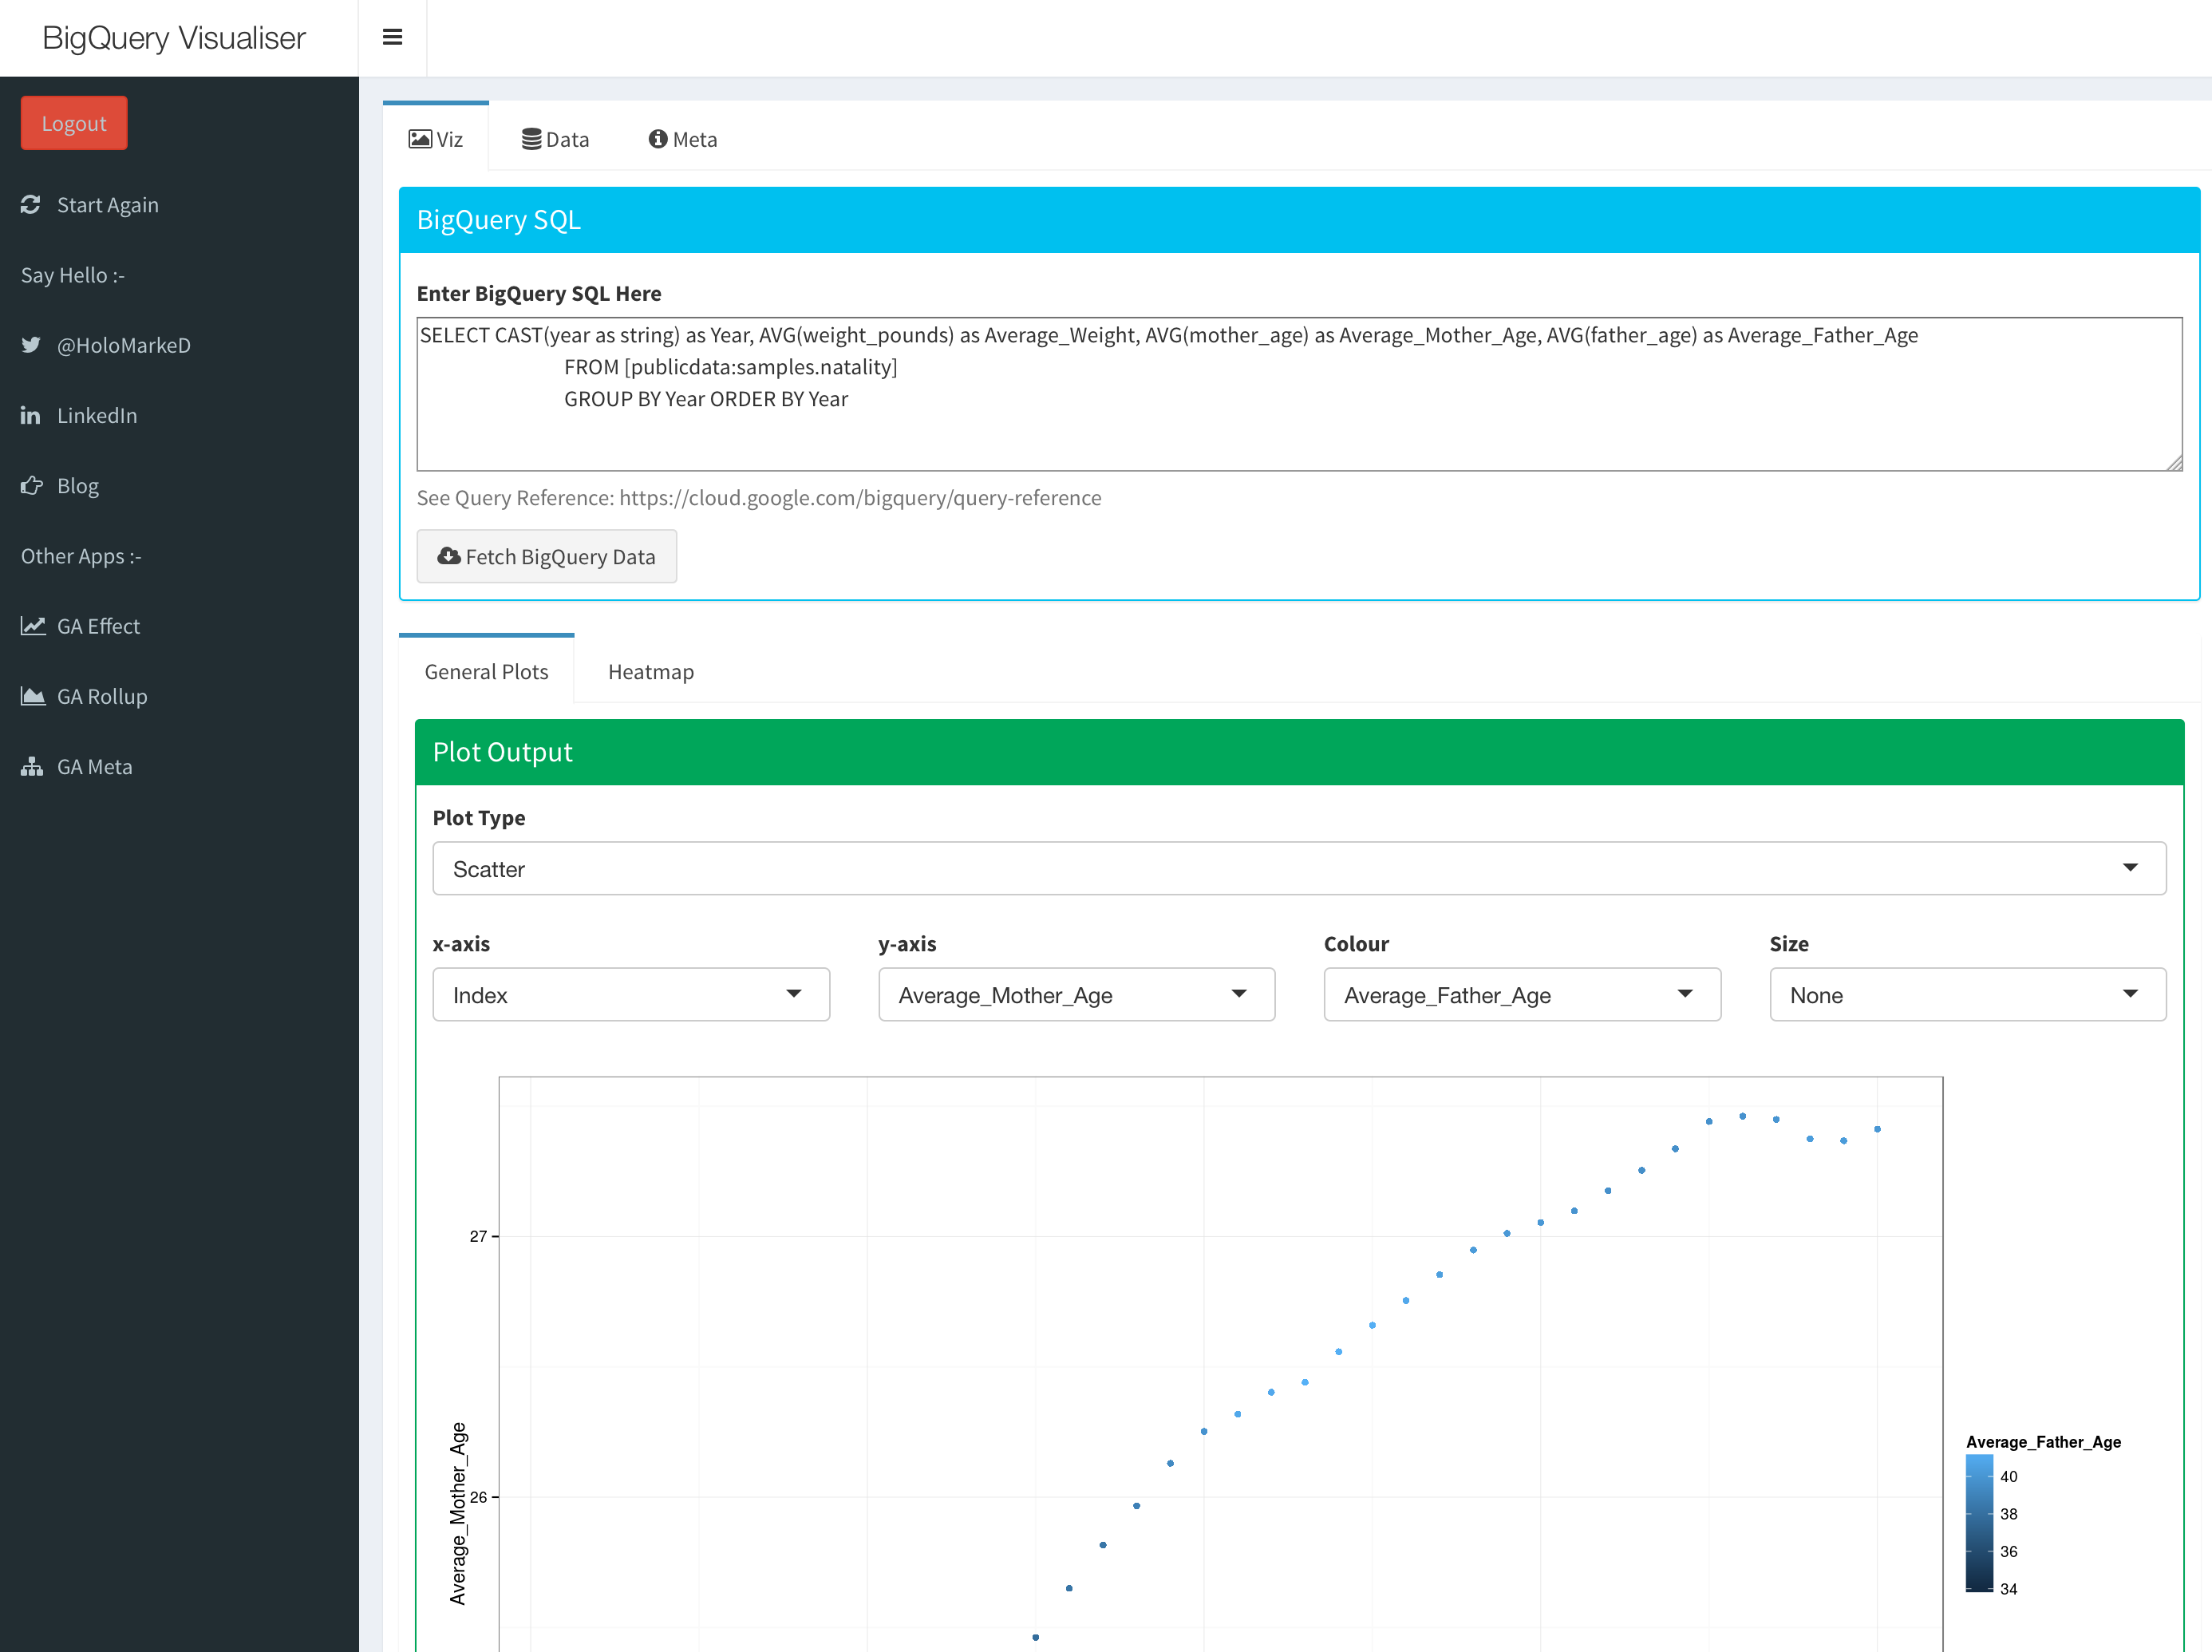 BigQuery Visualiser
Logout
Start Again
Say Hello :-
@HoloMarkeD
LinkedIn
Blog
Other Apps :-
GA Effect
GA Rollup
GA Meta
Viz
Data
Meta
BigQuery SQL
Enter BigQuery SQL Here
SELECT CAST(year as string) as Year, AVG(weight_pounds) as Average_Weight, AVG(mother_age) as Average_Mother_Age, AVG(father_age) as Average_Father_Age
FROM [publicdata:samples.natality]
GROUP BY Year ORDER BY Year
See Query Reference: https://cloud.google.com/bigquery/query-reference
Fetch BigQuery Data
General Plots
Heatmap
Plot Output
Plot Type
Scatter
x-axis
y-axis
Colour
Size
Index
Average_Mother_Age
Average_Father_Age
None
27
26
Average_Mother_Age
Average_Father_Age
40
38
36
34